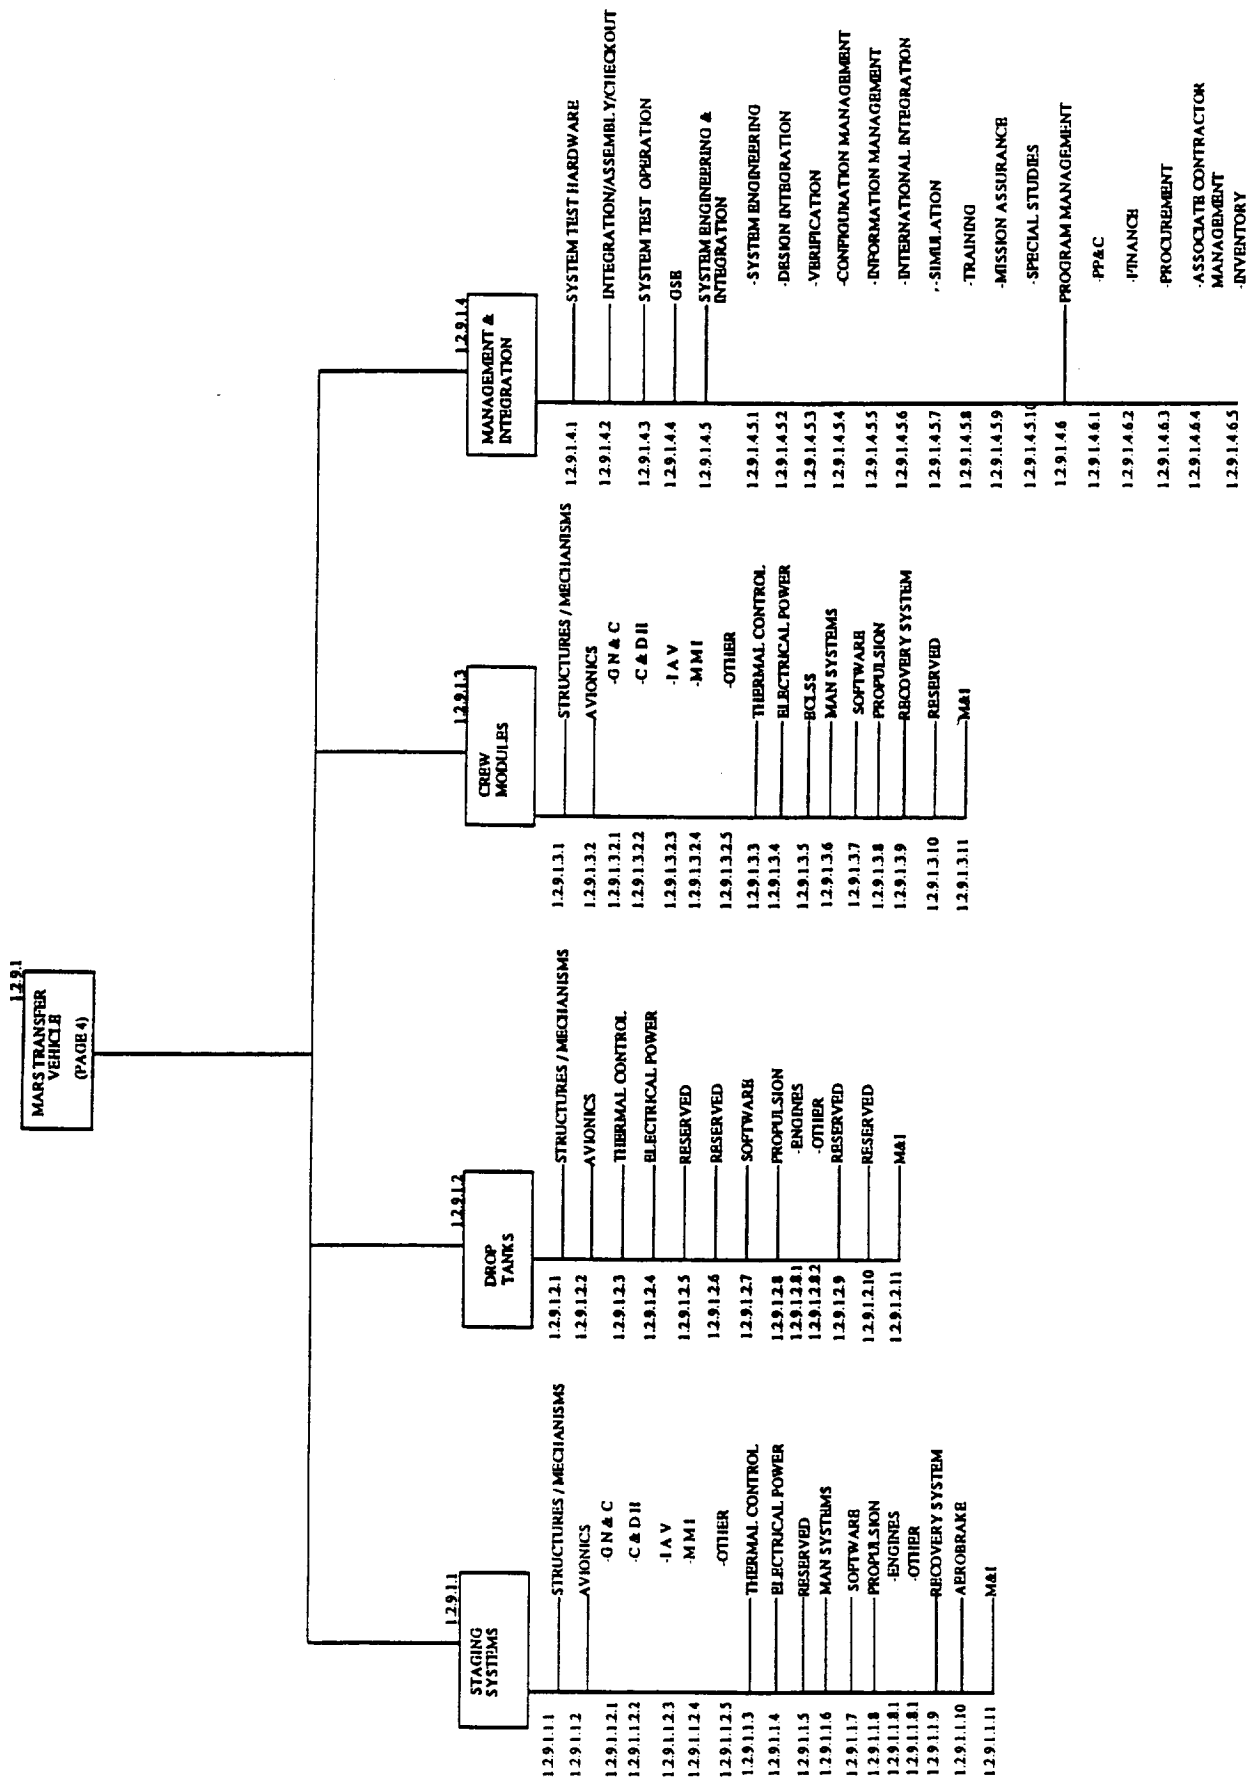 1.2.9.1
MARS TRANSFER
VEHICLE
(PAGE 4)
1.2.9.1.1
STAGING
SYSTEMS
1.2.9.1.1.1 STRUCTURES / MECHANISMS
1.2.9.1.1.2 AVIONICS
1.2.9.1.1.2.1 -G N & C
1.2.9.1.1.2.2 -C & D H
1.2.9.1.1.2.3 -I A V
1.2.9.1.1.2.4 -M M I
1.2.9.1.1.2.5 -OTHER
1.2.9.1.1.3 THERMAL CONTROL
1.2.9.1.1.4 ELECTRICAL POWER
1.2.9.1.1.5 RESERVED
1.2.9.1.1.6 MAN SYSTEMS
1.2.9.1.1.7 SOFTWARE
1.2.9.1.1.8 PROPULSION
1.2.9.1.1.8.1 -ENGINES
1.2.9.1.1.8.1 -OTHER
1.2.9.1.1.9 RECOVERY SYSTEM
1.2.9.1.1.10 AEROBRAKE
1.2.9.1.1.11 M&I
1.2.9.1.2
DROP
TANKS
1.2.9.1.2.1 STRUCTURES / MECHANISMS
1.2.9.1.2.2 AVIONICS
1.2.9.1.2.3 THERMAL CONTROL
1.2.9.1.2.4 ELECTRICAL POWER
1.2.9.1.2.5 RESERVED
1.2.9.1.2.6 RESERVED
1.2.9.1.2.7 SOFTWARE
1.2.9.1.2.8 PROPULSION
1.2.9.1.2.8.1 -ENGINES
1.2.9.1.2.8.2 -OTHER
1.2.9.1.2.9 RESERVED
1.2.9.1.2.10 RESERVED
1.2.9.1.2.11 M&I
1.2.9.1.3
CREW
MODULES
1.2.9.1.3.1 STRUCTURES / MECHANISMS
1.2.9.1.3.2 AVIONICS
1.2.9.1.3.2.1 -G N & C
1.2.9.1.3.2.2 -C & D H
1.2.9.1.3.2.3 -I A V
1.2.9.1.3.2.4 -M M I
1.2.9.1.3.2.5 -OTHER
1.2.9.1.3.3 THERMAL CONTROL
1.2.9.1.3.4 ELECTRICAL POWER
1.2.9.1.3.5 ECLSS
1.2.9.1.3.6 MAN SYSTEMS
1.2.9.1.3.7 SOFTWARE
1.2.9.1.3.8 PROPULSION
1.2.9.1.3.9 RECOVERY SYSTEM
1.2.9.1.3.10 RESERVED
1.2.9.1.3.11 M&I
1.2.9.1.4
MANAGEMENT &
INTEGRATION
1.2.9.1.4.1 SYSTEM TEST HARDWARE
1.2.9.1.4.2 INTEGRATION/ASSEMBLY/CHECKOUT
1.2.9.1.4.3 SYSTEM TEST OPERATION
1.2.9.1.4.4 GSE
1.2.9.1.4.5 SYSTEM ENGINEERING &
INTEGRATION
1.2.9.1.4.5.1 -SYSTEM ENGINEERING
1.2.9.1.4.5.2 -DESIGN INTEGRATION
1.2.9.1.4.5.3 -VERIFICATION
1.2.9.1.4.5.4 -CONFIGURATION MANAGEMENT
1.2.9.1.4.5.5 -INFORMATION MANAGEMENT
1.2.9.1.4.5.6 -INTERNATIONAL INTEGRATION
1.2.9.1.4.5.7 -SIMULATION
1.2.9.1.4.5.8 -TRAINING
1.2.9.1.4.5.9 -MISSION ASSURANCE
1.2.9.1.4.5.10 -SPECIAL STUDIES
1.2.9.1.4.6 PROGRAM MANAGEMENT
1.2.9.1.4.6.1 -PP&C
1.2.9.1.4.6.2 -FINANCE
1.2.9.1.4.6.3 -PROCUREMENT
1.2.9.1.4.6.4 -ASSOCIATE CONTRACTOR
MANAGEMENT
1.2.9.1.4.6.5 -INVENTORY